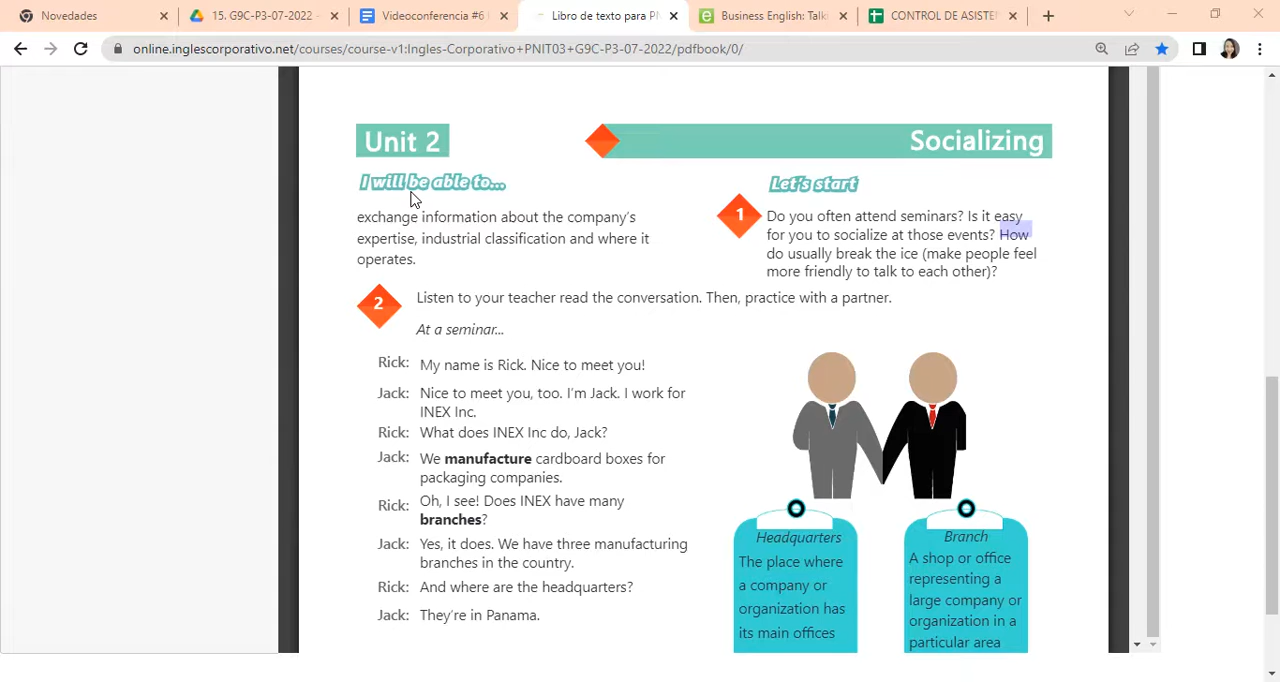 Novedades
15. G9C-P3-07-2022 -
Videoconferencia #6
Libro de texto para PN
Business English: Talki
CONTROL DE ASISTEN
online.inglescorporativo.net/courses/course-v1:Ingles-Corporativo+PNIT03+G9C-P3-07-2022/pdfbook/0/
Unit 2
Socializing
I will be able to...
exchange information about the company's
expertise, industrial classification and where it
operates.
Let's start
1
Do you often attend seminars? Is it easy
for you to socialize at those events? How
do usually break the ice (make people feel
more friendly to talk to each other)?
2
Listen to your teacher read the conversation. Then, practice with a partner.
At a seminar...
Rick: My name is Rick. Nice to meet you!
Jack: Nice to meet you, too. I'm Jack. I work for
INEX Inc.
Rick: What does INEX Inc do, Jack?
Jack: We manufacture cardboard boxes for
packaging companies.
Rick: Oh, I see! Does INEX have many
branches?
Jack: Yes, it does. We have three manufacturing
branches in the country.
Rick: And where are the headquarters?
Jack: They're in Panama.
Headquarters
The place where
a company or
organization has
its main offices
Branch
A shop or office
representing a
large company or
organization in a
particular area